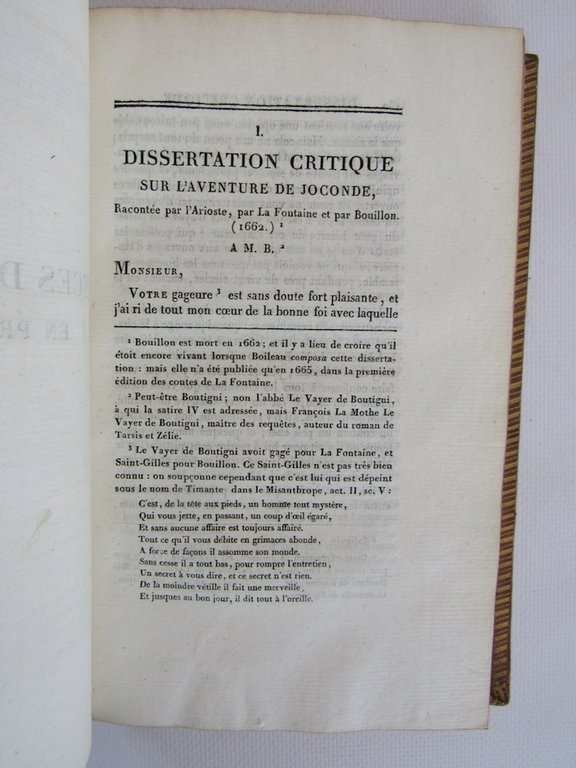 I.
DISSERTATION CRITIQUE
SUR L'AVENTURE DE JOCONDE,
Racontée par l'Arioste, par La Fontaine et par Bouillon.
(1662.) ¹
A M. B. ²
MONSIEUR,
VOTRE gageure ³ est sans doute fort plaisante, et
j'ai ri de tout mon cœur de la bonne foi avec laquelle
¹ Bouillon est mort en 1662; et il y a lieu de croire qu'il
étoit encore vivant lorsque Boileau composa cette disserta-
tion : mais elle n'a été publiée qu'en 1665, dans la première
édition des contes de La Fontaine.
² Peut-être Boutigni; non l'abbé Le Vayer de Boutigni,
à qui la satire IV est adressée, mais François La Mothe Le
Vayer de Boutigni, maître des requêtes, auteur du roman de
Tarsis et Zélie.
³ Le Vayer de Boutigni avoit gagé pour La Fontaine, et
Saint-Gilles pour Bouillon. Ce Saint-Gilles n'est pas très bien
connu : on soupçonne cependant que c'est lui qui est dépeint
sous le nom de Timante dans le Misanthrope, act. II, sc. V :
C'est, de la tête aux pieds, un homme tout mystère,
Qui vous jette, en passant, un coup d'œil égaré,
Et sans aucune affaire est toujours affairé.
Tout ce qu'il vous débite en grimaces abonde,
A force de façons il assomme son monde.
Sans cesse il a tout bas, pour rompre l'entretien,
Un secret à vous dire, et ce secret n'est rien.
De la moindre vétille il fait une merveille,
Et jusques au bon jour, il dit tout à l'oreille.